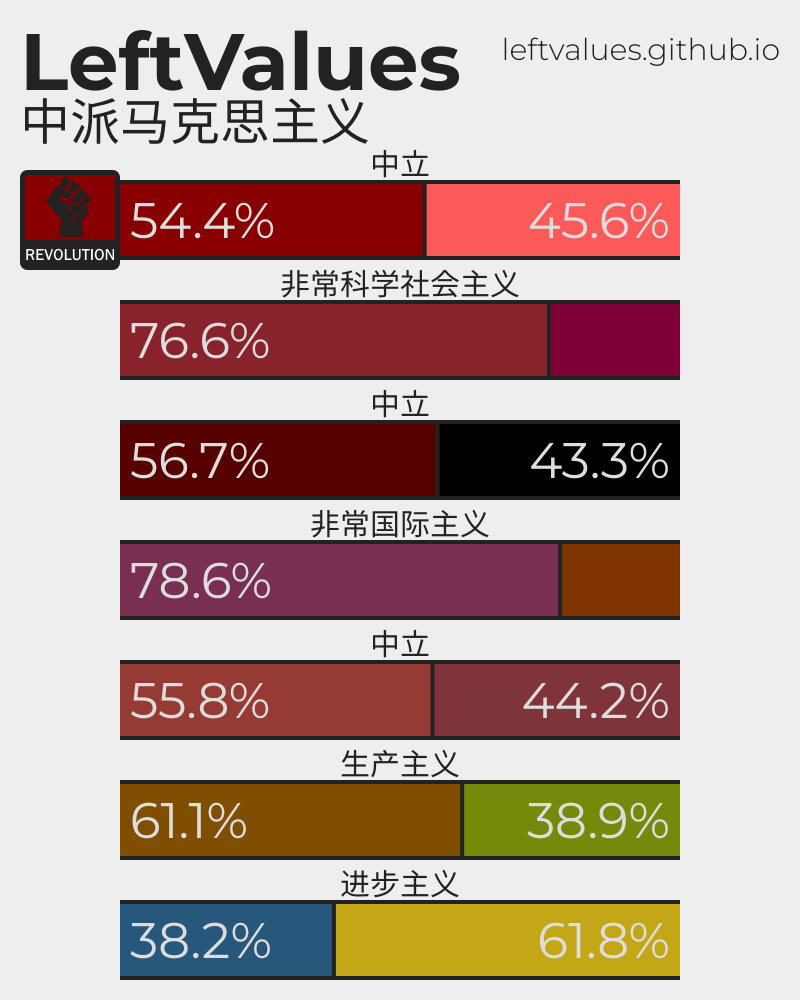 LeftValues
leftvalues.github.io
中派马克思主义
中立
REVOLUTION
54.4%
45.6%
非常科学社会主义
76.6%
中立
56.7%
43.3%
非常国际主义
78.6%
中立
55.8%
44.2%
生产主义
61.1%
38.9%
进步主义
38.2%
61.8%